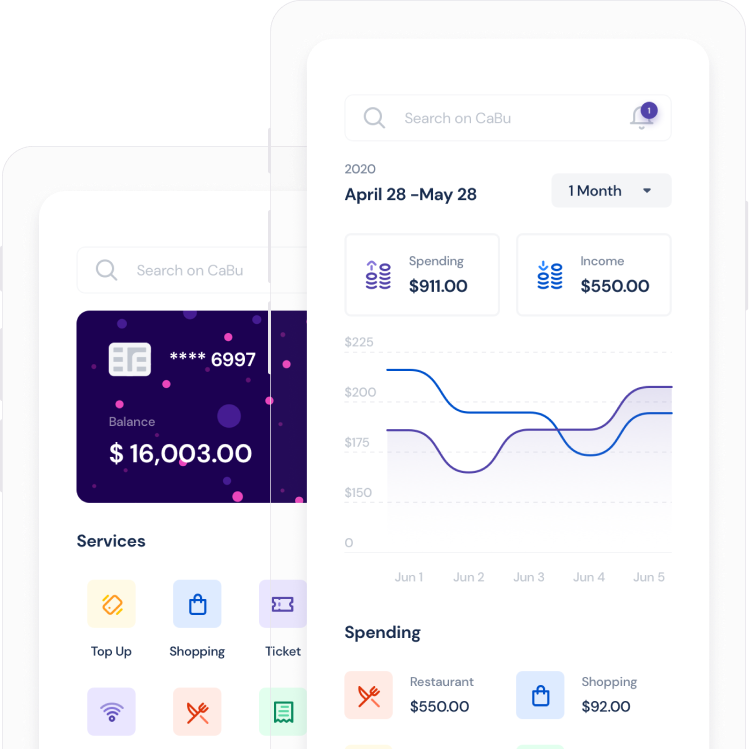 Search on CaBu
1
2020
April 28 -May 28
1 Month
Spending
$911.00
Income
$550.00
$225
$200
$175
$150
0
Jun 1
Jun 2
Jun 3
Jun 4
Jun 5
Spending
Restaurant
$550.00
Shopping
$92.00
Search on CaBu
**** 6997
Balance
$ 16,003.00
Services
Top Up
Shopping
Ticket